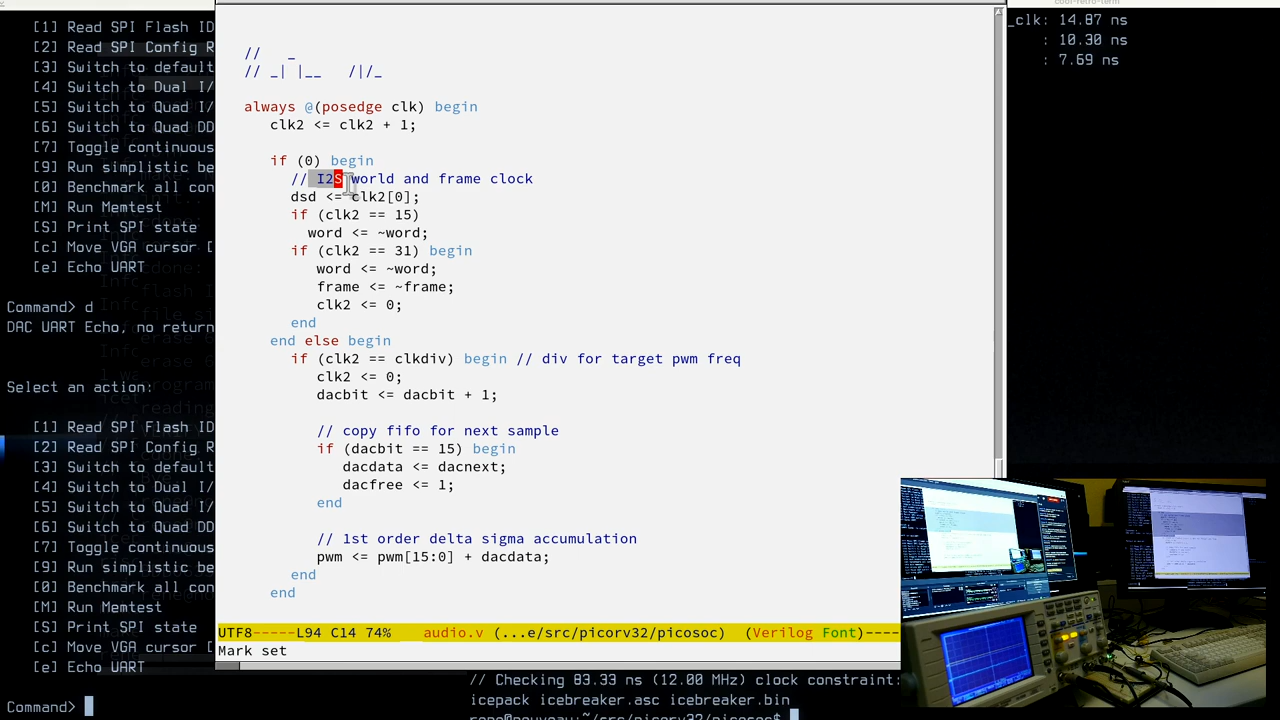 [1] Read SPI Flash ID
[2] Read SPI Config R
[3] Switch to default
[4] Switch to Dual I/
[5] Switch to Quad I/
[6] Switch to Quad DD
[7] Toggle continuous
[9] Run simplistic be
[0] Benchmark all con
[M] Run Memtest
[S] Print SPI state
[c] Move VGA cursor [
[e] Echo UART
Command> d
DAC UART Echo, no return
Select an action:
[1] Read SPI Flash ID
[2] Read SPI Config R
[3] Switch to default
[4] Switch to Dual I/
[5] Switch to Quad I/
[6] Switch to Quad DD
[7] Toggle continuous
[9] Run simplistic be
[0] Benchmark all con
[M] Run Memtest
[S] Print SPI state
[c] Move VGA cursor [
[e] Echo UART
Command>
//    _
// _| |__   /|/_
always @(posedge clk) begin
clk2 <= clk2 + 1;
if (0) begin
// I2S world and frame clock
dsd <= clk2[0];
if (clk2 == 15)
word <= ~word;
if (clk2 == 31) begin
word <= ~word;
frame <= ~frame;
clk2 <= 0;
end
end else begin
if (clk2 == clkdiv) begin // div for target pwm freq
clk2 <= 0;
dacbit <= dacbit + 1;
// copy fifo for next sample
if (dacbit == 15) begin
dacdata <= dacnext;
dacfree <= 1;
end
// 1st order delta sigma accumulation
pwm <= pwm[15:0] + dacdata;
end
end
UTF8-----L94 C14 74%    audio.v (...e/src/picorv32/picosoc)   (Verilog Font)----
Mark set
cool-retro-term
_clk: 14.87 ns
: 10.30 ns
: 7.69 ns
// Checking 83.33 ns (12.00 MHz) clock constraint:
icepack icebreaker.asc icebreaker.bin